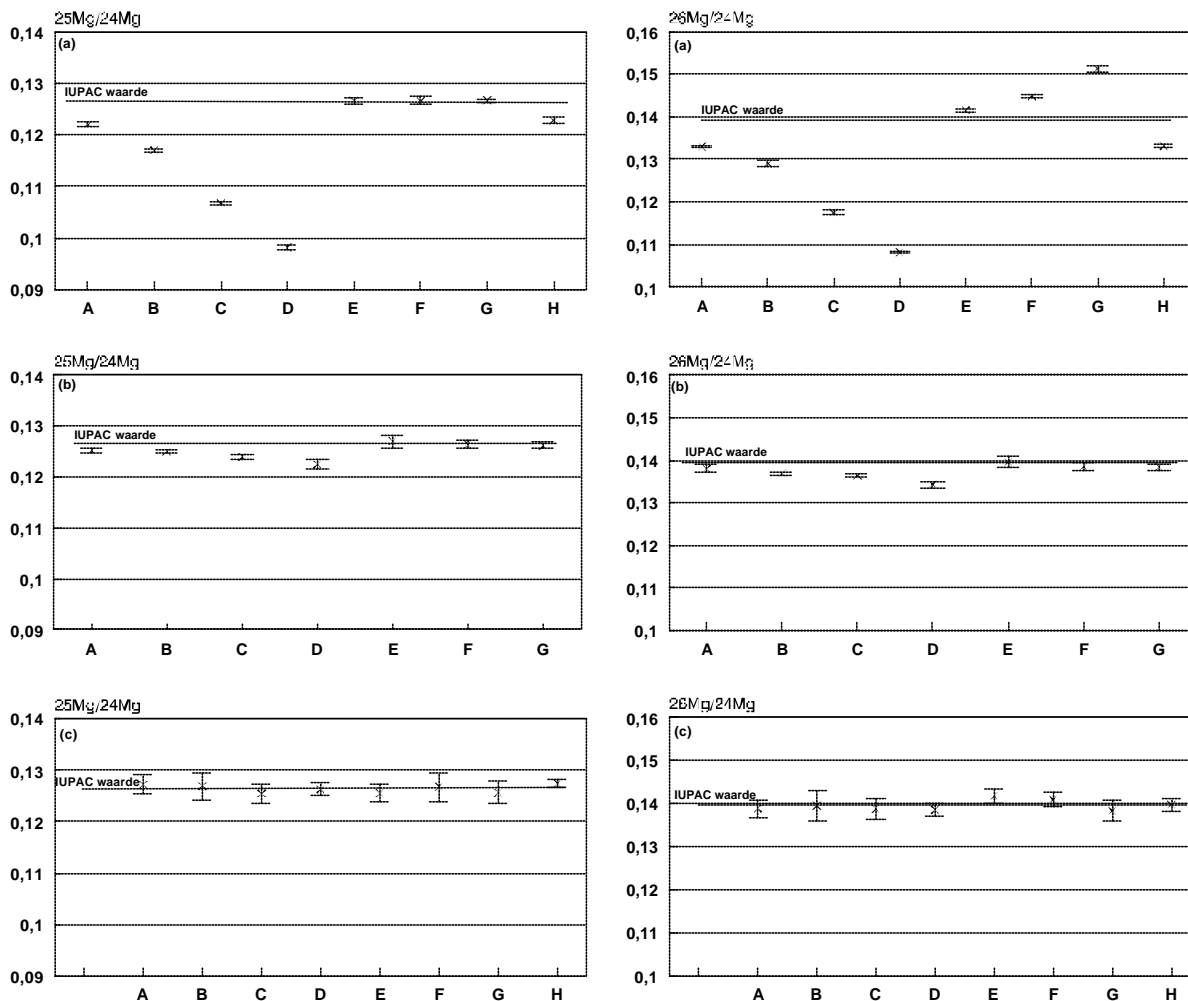 25Mg/24Mg
0,14
(a)
0,13
IUPAC waarde
0,12
0,11
0,1
0,09
A B C D E F G H
26Mg/24Mg
0,16
(a)
0,15
0,14
IUPAC waarde
0,13
0,12
0,11
0,1
A B C D E F G H
25Mg/24Mg
0,14
(b)
0,13
IUPAC waarde
0,12
0,11
0,1
0,09
A B C D E F G
26Mg/24Mg
0,16
(b)
0,15
IUPAC waarde
0,14
0,13
0,12
0,11
0,1
A B C D E F G
25Mg/24Mg
0,14
(c)
0,13
IUPAC waarde
0,12
0,11
0,1
0,09
A B C D E F G H
26Mg/24Mg
0,16
(c)
0,15
IUPAC waarde
0,14
0,13
0,12
0,11
0,1
A B C D E F G H